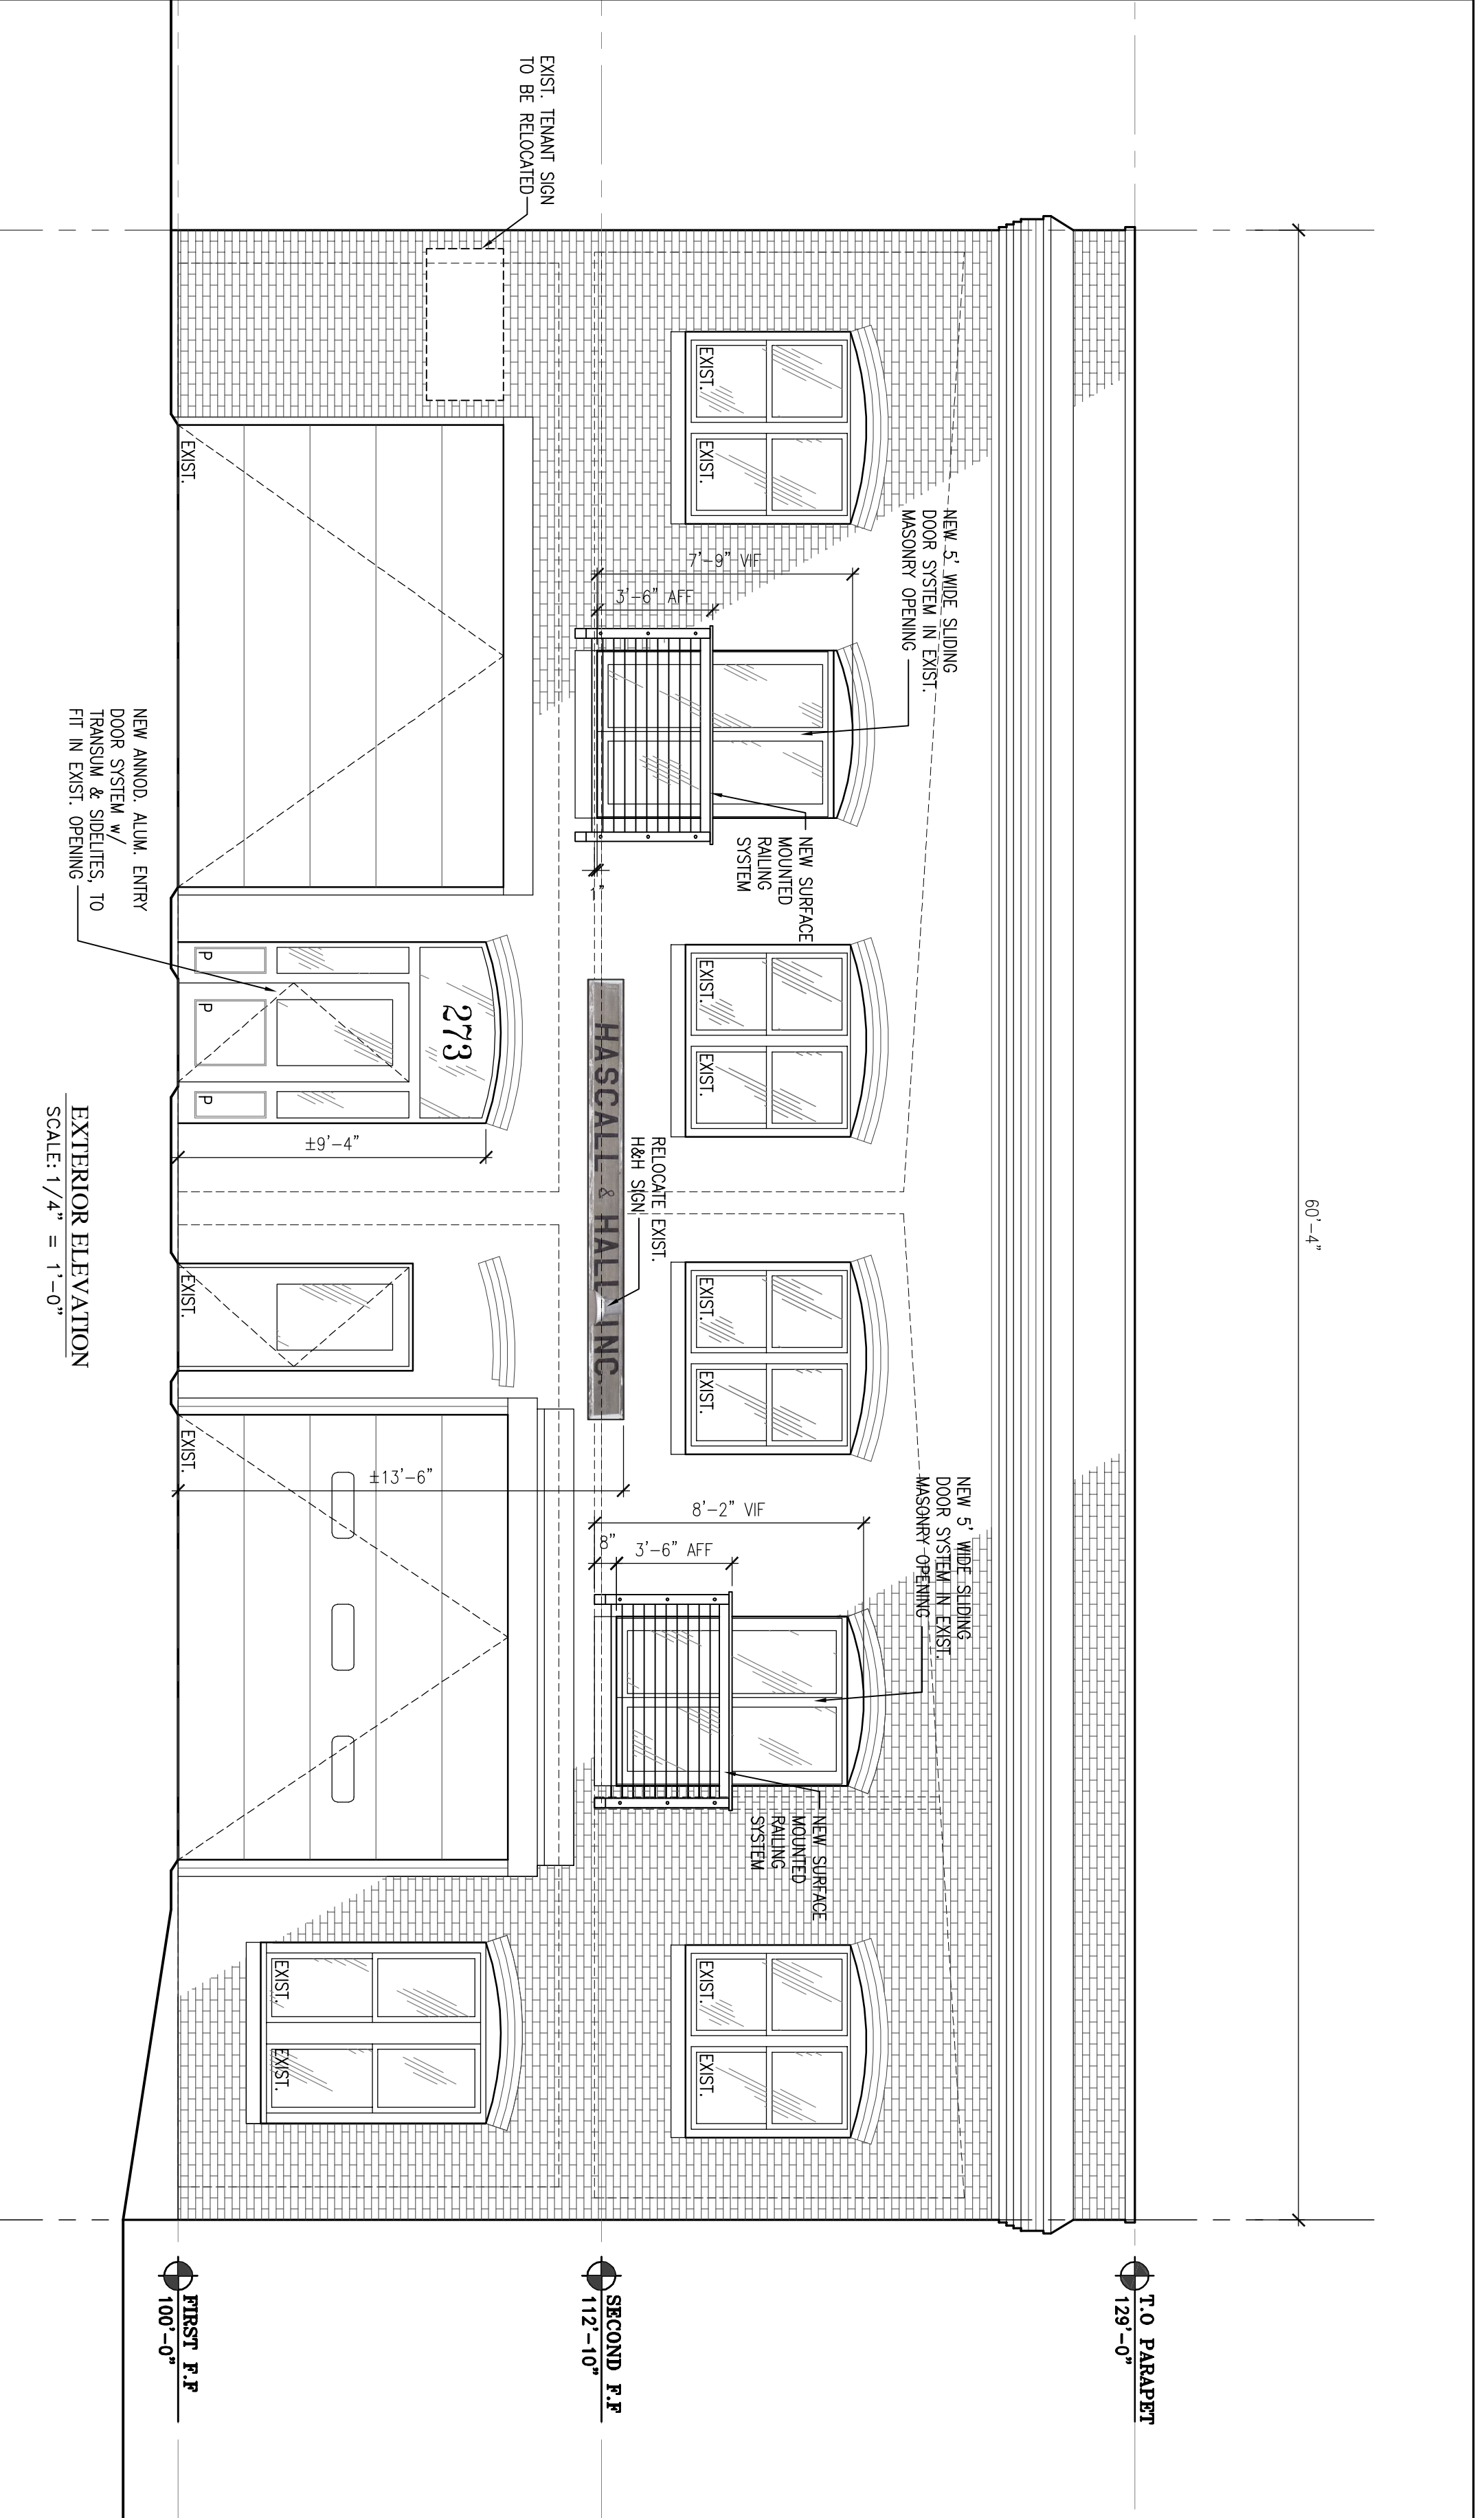 60'-4"
T.O PARAPET
129'-0"
NEW 5' WIDE SLIDING
DOOR SYSTEM IN EXIST.
MASONRY OPENING
NEW 5' WIDE SLIDING
DOOR SYSTEM IN EXIST.
MASONRY OPENING
EXIST.
EXIST.
7'-9" VIF
3'-6" AFF
NEW SURFACE
MOUNTED
RAILING
SYSTEM
1"
EXIST.
EXIST.
EXIST.
EXIST.
8'-2" VIF
8"
3'-6" AFF
NEW SURFACE
MOUNTED
RAILING
SYSTEM
EXIST.
EXIST.
RELOCATE EXIST.
H&H SIGN
HASCALL & HALL INC.
SECOND F.F
112'-10"
EXIST. TENANT SIGN
TO BE RELOCATED
273
P
P
P
±9'-4"
±13'-6"
EXIST.
EXIST.
EXIST.
EXIST.
EXIST.
FIRST F.F
100'-0"
NEW ANNOD. ALUM. ENTRY
DOOR SYSTEM w/
TRANSUM & SIDELITES, TO
FIT IN EXIST. OPENING
EXTERIOR ELEVATION
SCALE: 1/4" = 1'-0"